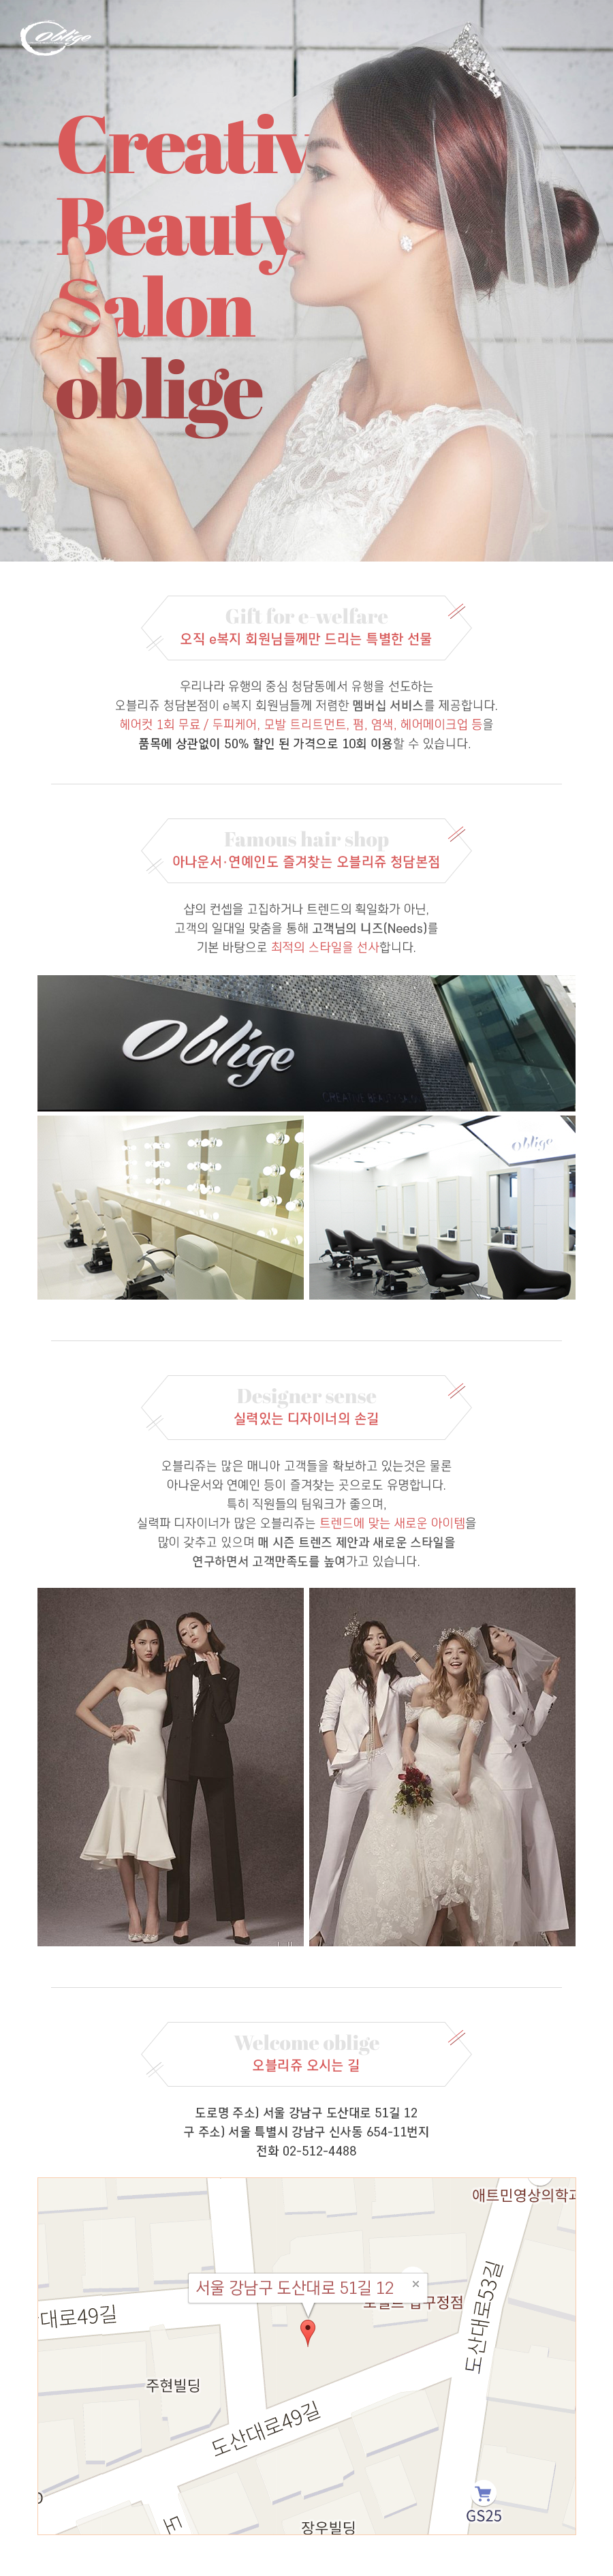 Oblige
Creativ
Beauty
Salon
oblige
Gift for e-welfare
오직 e복지 회원님들께만 드리는 특별한 선물
우리나라 유행의 중심 청담동에서 유행을 선도하는
오블리쥬 청담본점이 e복지 회원님들께 저렴한 멤버십 서비스를 제공합니다.
헤어컷 1회 무료 / 두피케어, 모발 트리트먼트, 펌, 염색, 헤어메이크업 등을
품목에 상관없이 50% 할인 된 가격으로 10회 이용할 수 있습니다.
Famous hair shop
아나운서·연예인도 즐겨찾는 오블리쥬 청담본점
샵의 컨셉을 고집하거나 트렌드의 획일화가 아닌,
고객의 일대일 맞춤을 통해 고객님의 니즈(Needs)를
기본 바탕으로 최적의 스타일을 선사합니다.
Oblige
Oblige
Designer sense
실력있는 디자이너의 손길
오블리쥬는 많은 매니아 고객들을 확보하고 있는것은 물론
아나운서와 연예인 등이 즐겨찾는 곳으로도 유명합니다.
특히 직원들의 팀워크가 좋으며,
실력파 디자이너가 많은 오블리쥬는 트렌드에 맞는 새로운 아이템을
많이 갖추고 있으며 매 시즌 트렌즈 제안과 새로운 스타일을
연구하면서 고객만족도를 높여가고 있습니다.
Welcome oblige
오블리쥬 오시는 길
도로명 주소) 서울 강남구 도산대로 51길 12
구 주소) 서울 특별시 강남구 신사동 654-11번지
전화 02-512-4488
애트민영상의학과
서울 강남구 도산대로 51길 12
압구정점
대로49길
도산대로53길
주현빌딩
도산대로49길
GS25
장우빌딩